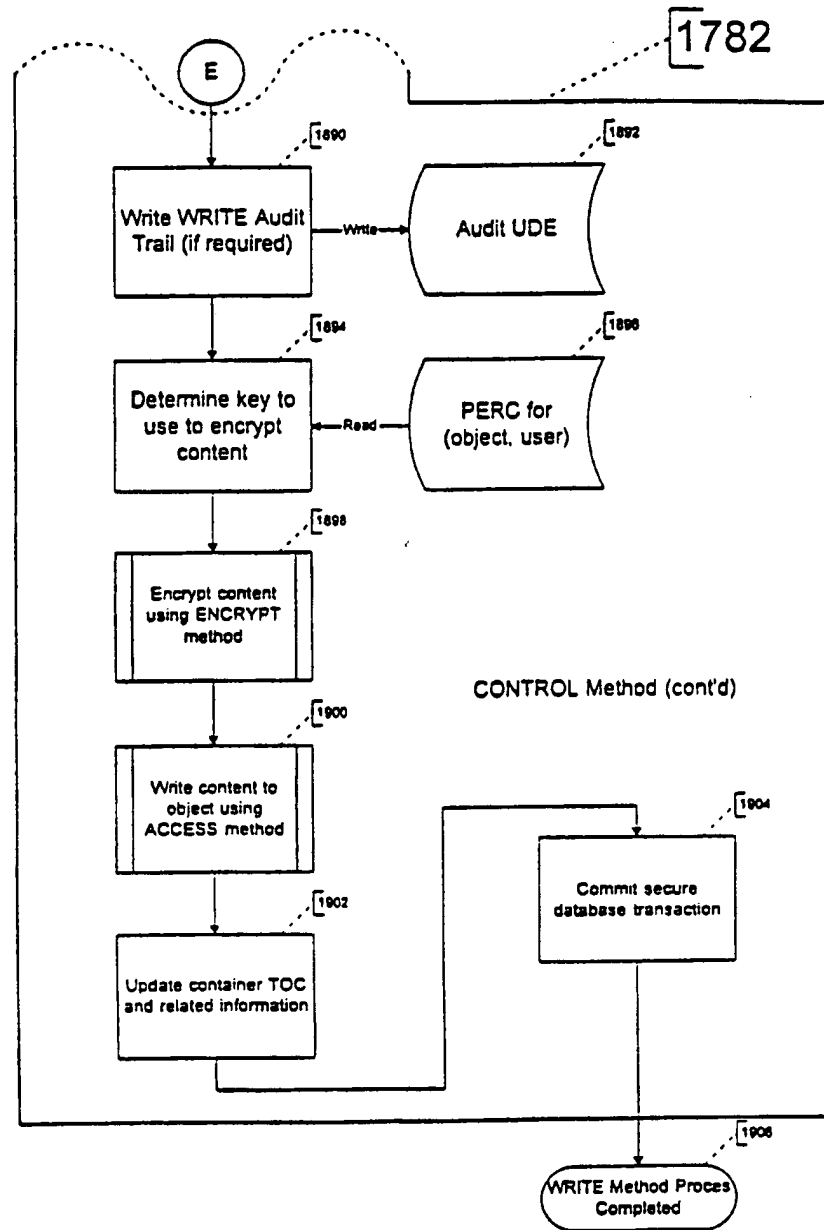 1782
E
1890
Write WRITE Audit
Trail (if required)
Write
1892
Audit UDE
1894
Determine key to
use to encrypt
content
Read
1896
PERC for
(object, user)
1898
Encrypt content
using ENCRYPT
method
CONTROL Method (cont'd)
1900
Write content to
object using
ACCESS method
1904
Commit secure
database transaction
1902
Update container TOC
and related information
1906
WRITE Method Proces
Completed